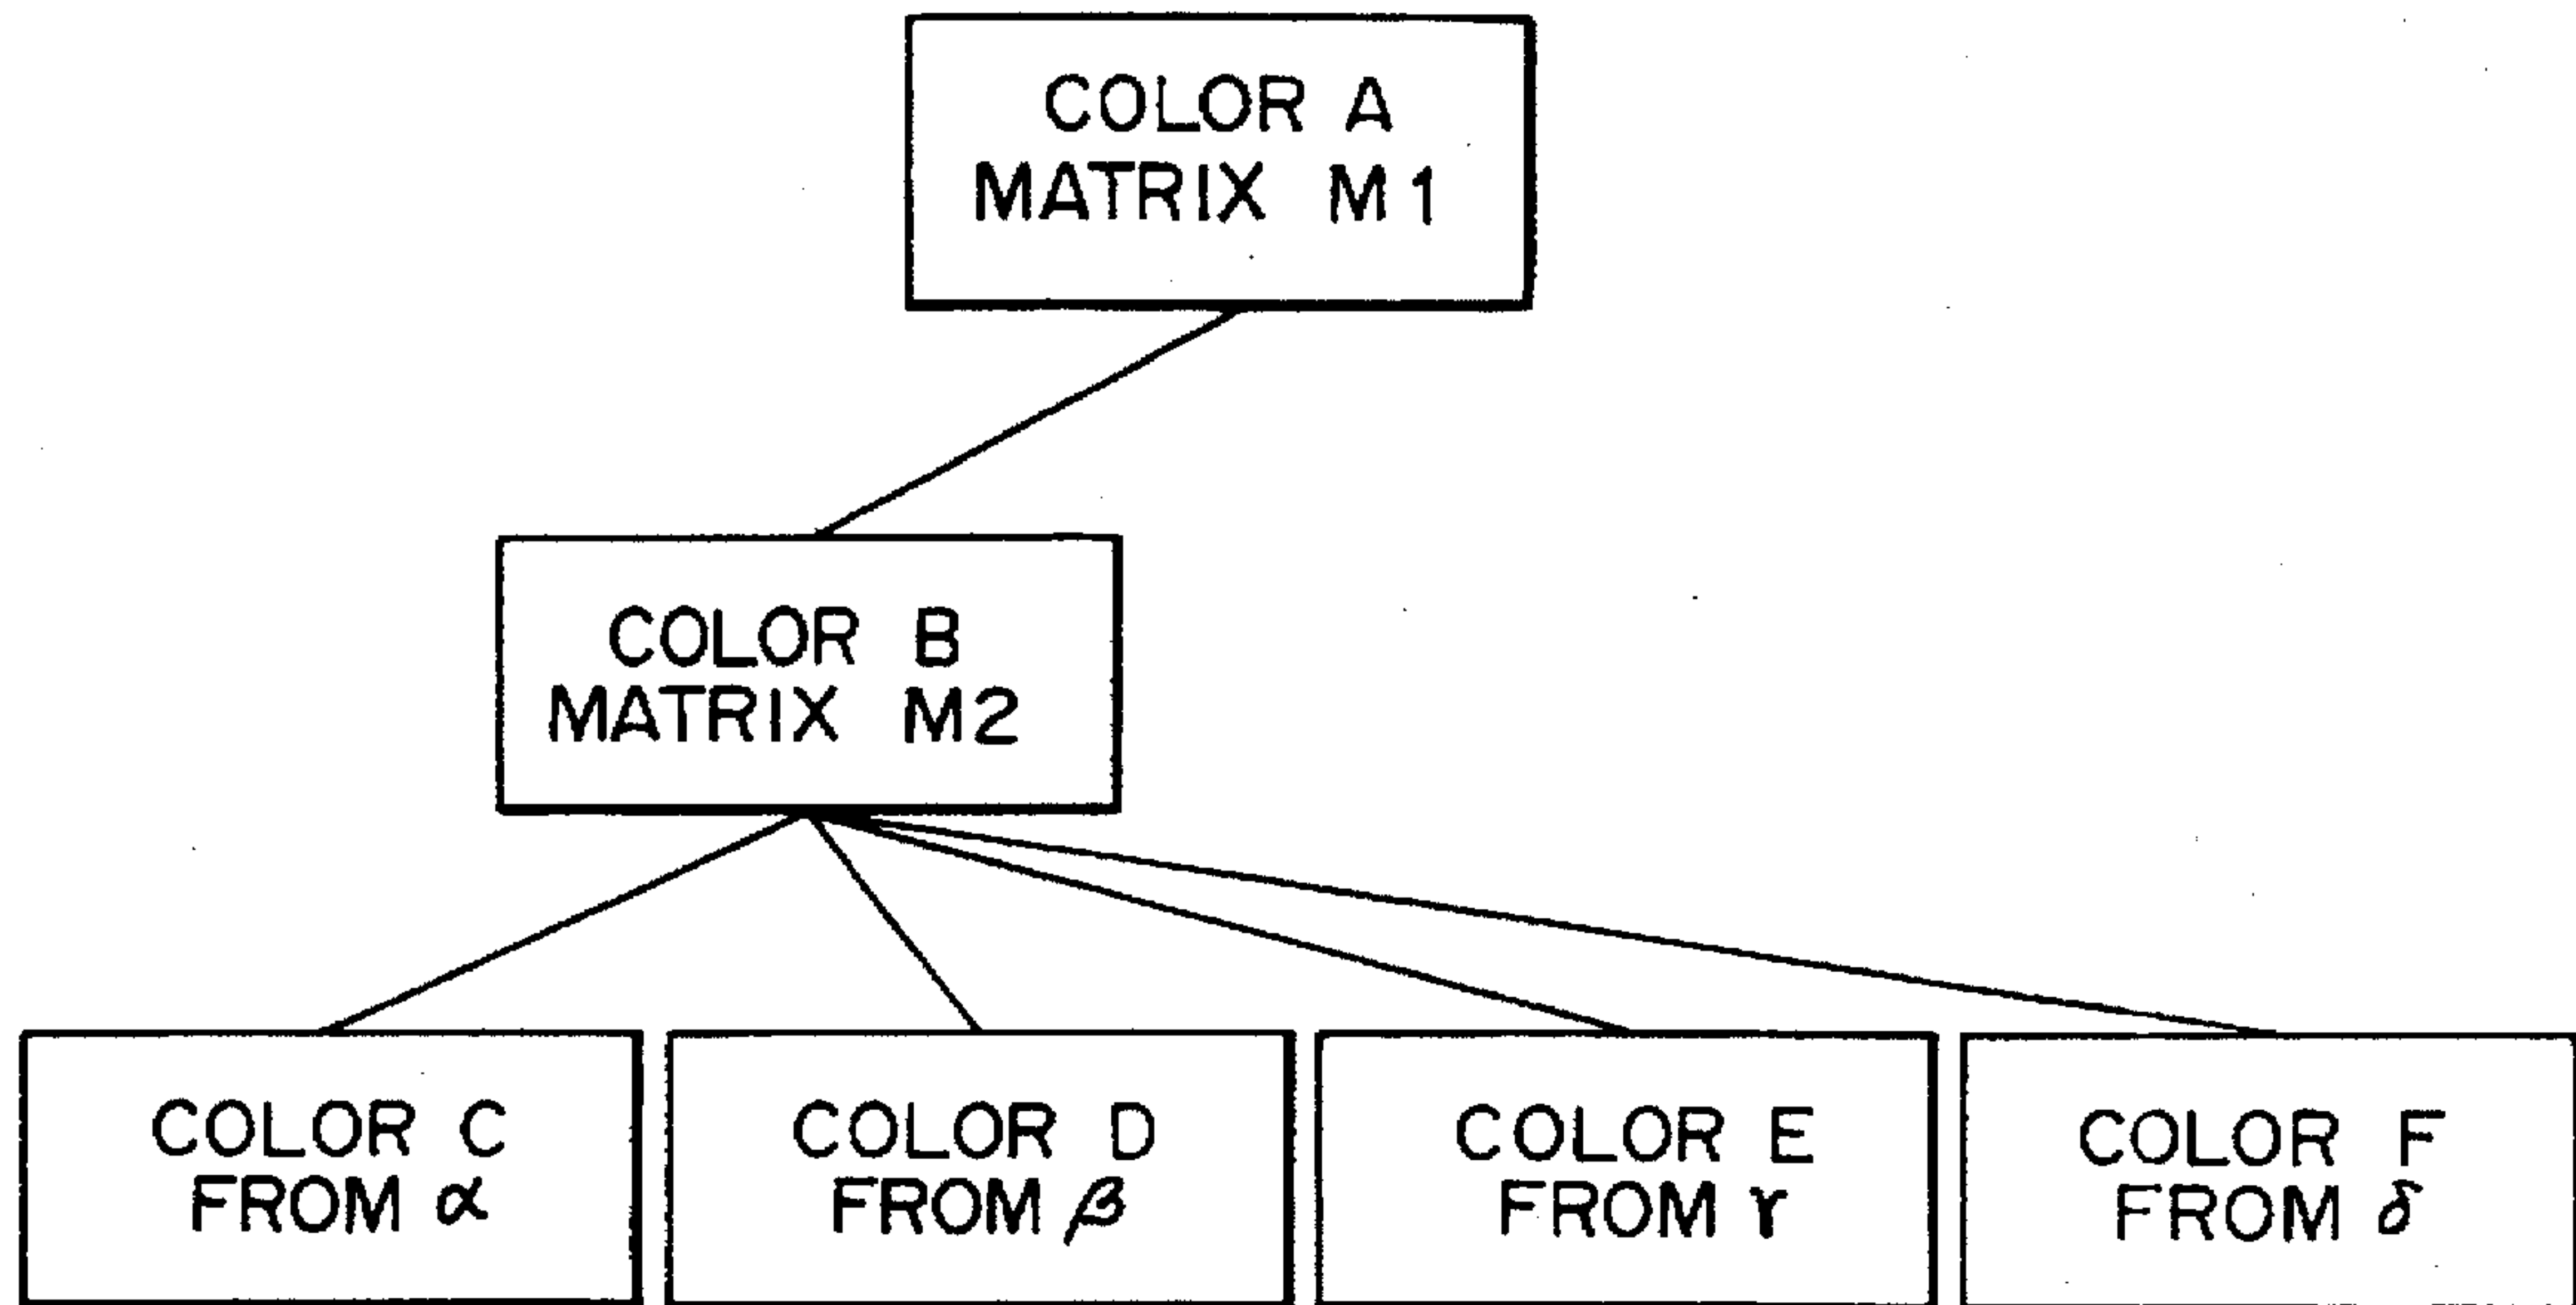 COLOR A
MATRIX M1
COLOR B
MATRIX M2
COLOR C
FROM α
COLOR D
FROM β
COLOR E
FROM γ
COLOR F
FROM δ